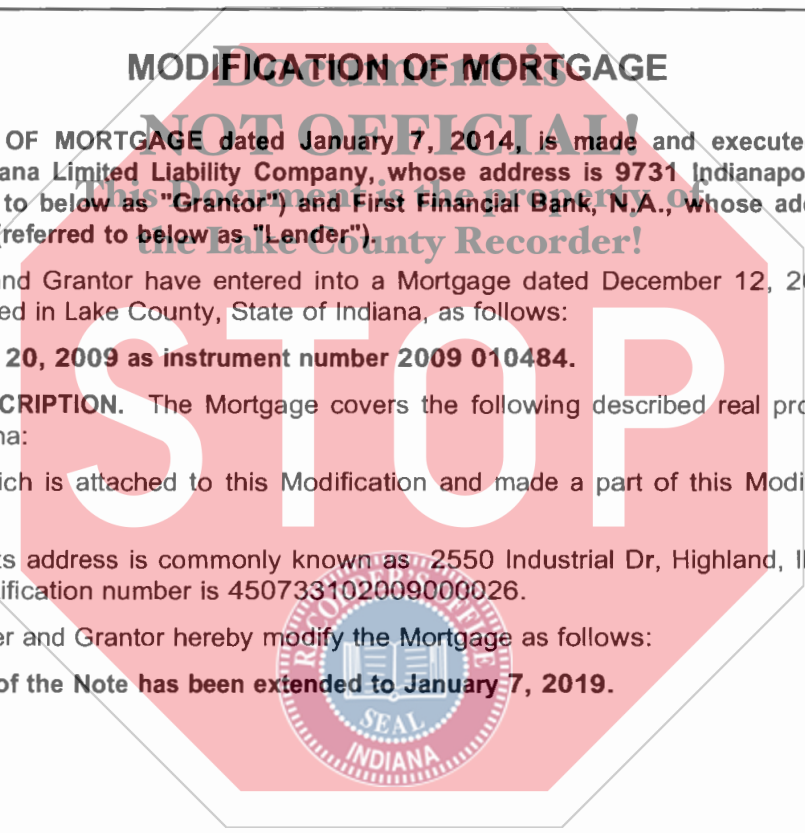 MODIFICATION OF MORTGAGE
Document is
NOT OFFICIAL!
This Document is the property of
the Lake County Recorder!
OF MORTGAGE dated January 7, 2014, is made and execute
ana Limited Liability Company, whose address is 9731 Indianapo
to below as "Grantor") and First Financial Bank, N.A., whose add
(referred to below as "Lender").
and Grantor have entered into a Mortgage dated December 12, 20
ed in Lake County, State of Indiana, as follows:
20, 2009 as instrument number 2009 010484.
CRIPTION. The Mortgage covers the following described real pro
na:
ich is attached to this Modification and made a part of this Modi
ts address is commonly known as 2550 Industrial Dr, Highland, I
ification number is 450733102009000026.
er and Grantor hereby modify the Mortgage as follows:
of the Note has been extended to January 7, 2019.
STOP
RECORDER'S OFFICE
SEAL
INDIANA